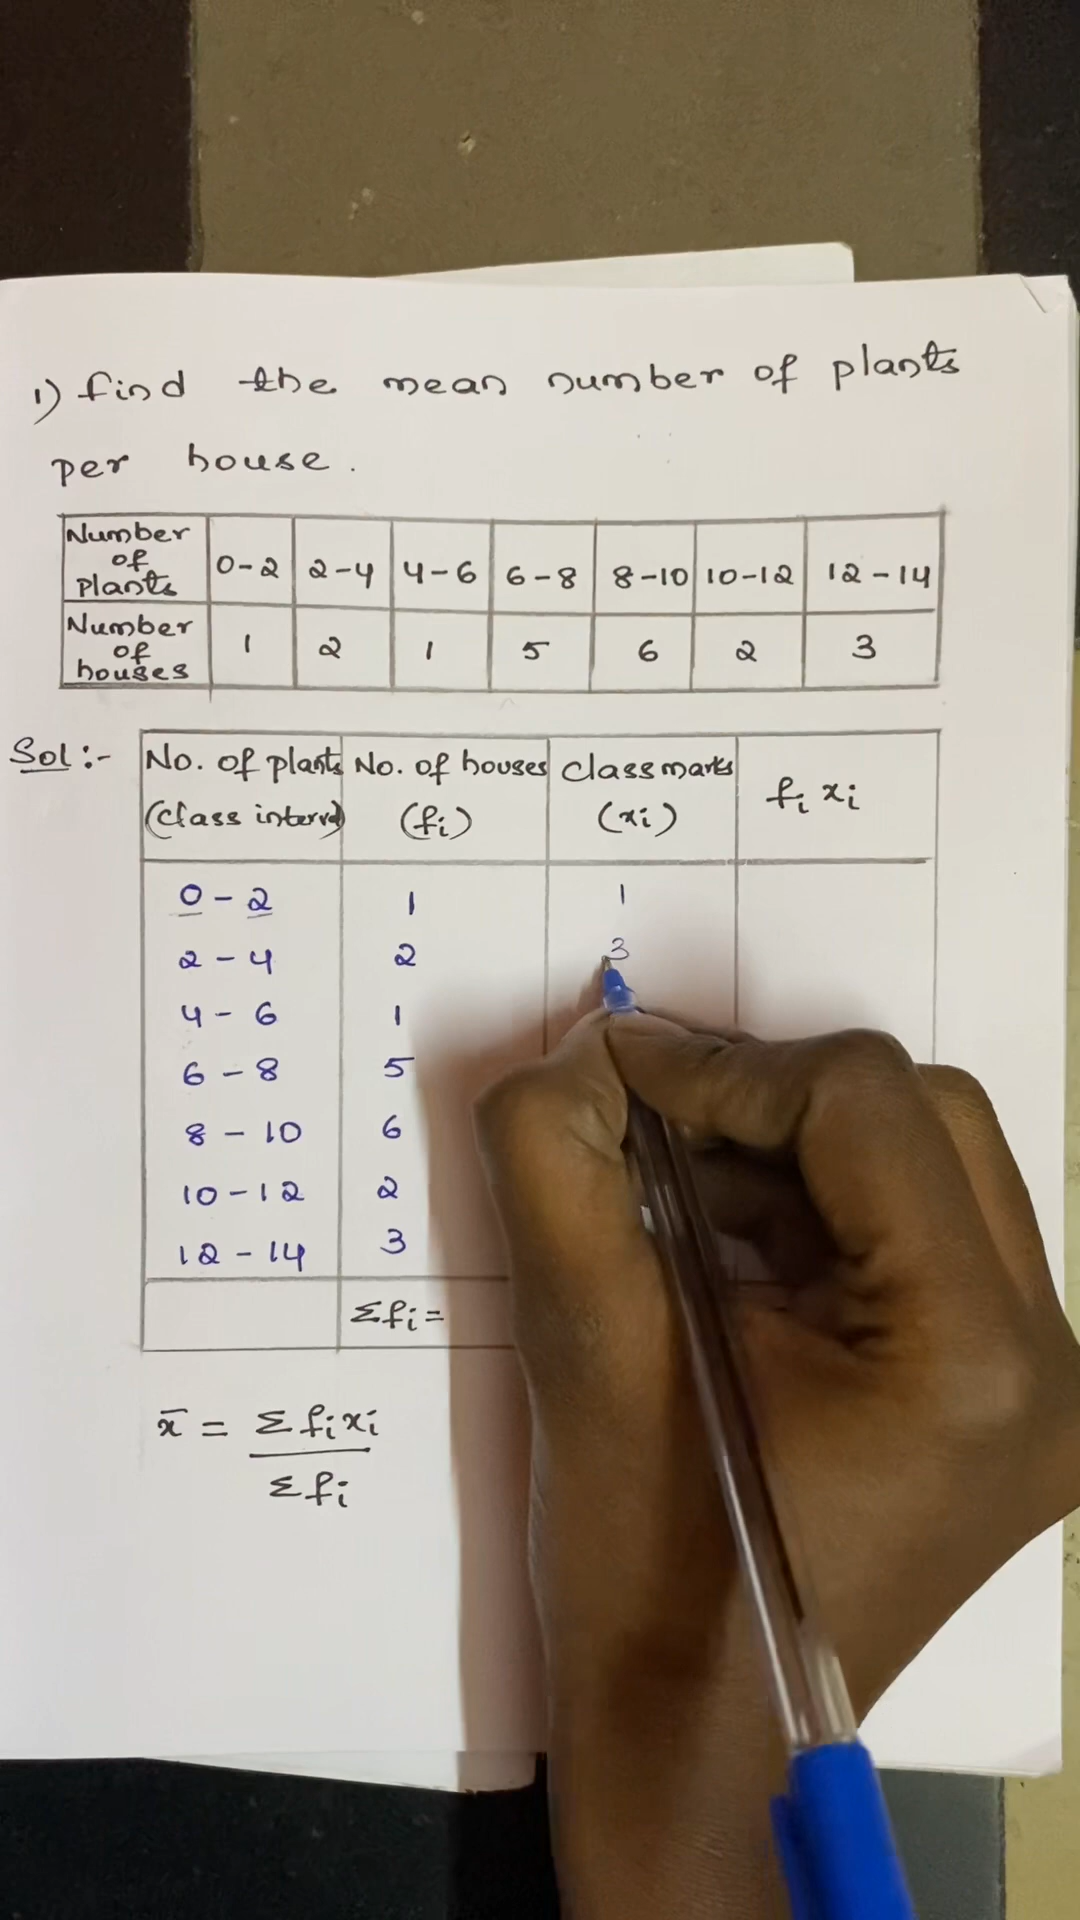 1) find the mean number of plants
per house.
Number of plants 0-2 2-4 4-6 6-8 8-10 10-12 12-14
Number of houses 1 2 1 5 6 2 3
Sol:- No. of plants (class interval) No. of houses (fi) class marks (xi) fi xi
0-2 1 1
2-4 2 3
4-6 1
6-8 5
8-10 6
10-12 2
12-14 3
Σfi=
x̄ = Σfixi
Σfi